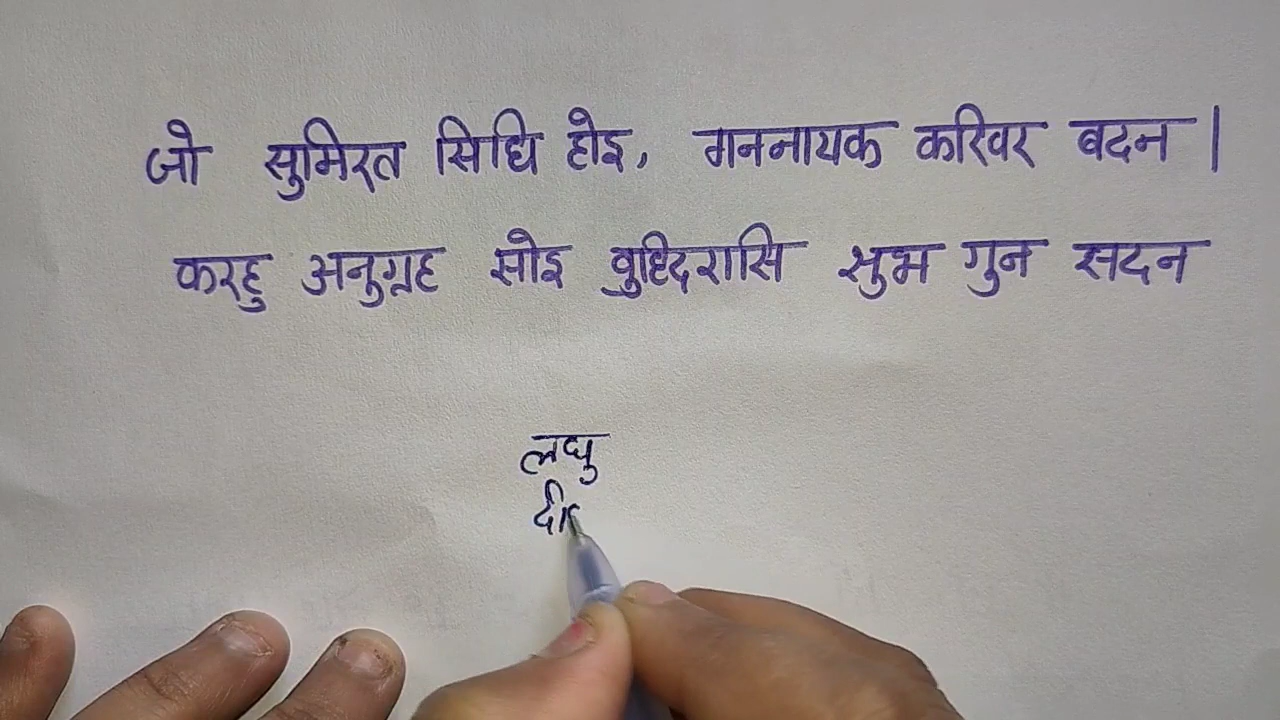 जो सुमिरत सिधि होइ, गननायक करिवर बदन |
करहु अनुग्रह सोइ बुद्दिरासि सुभ गुन सदन
लघु